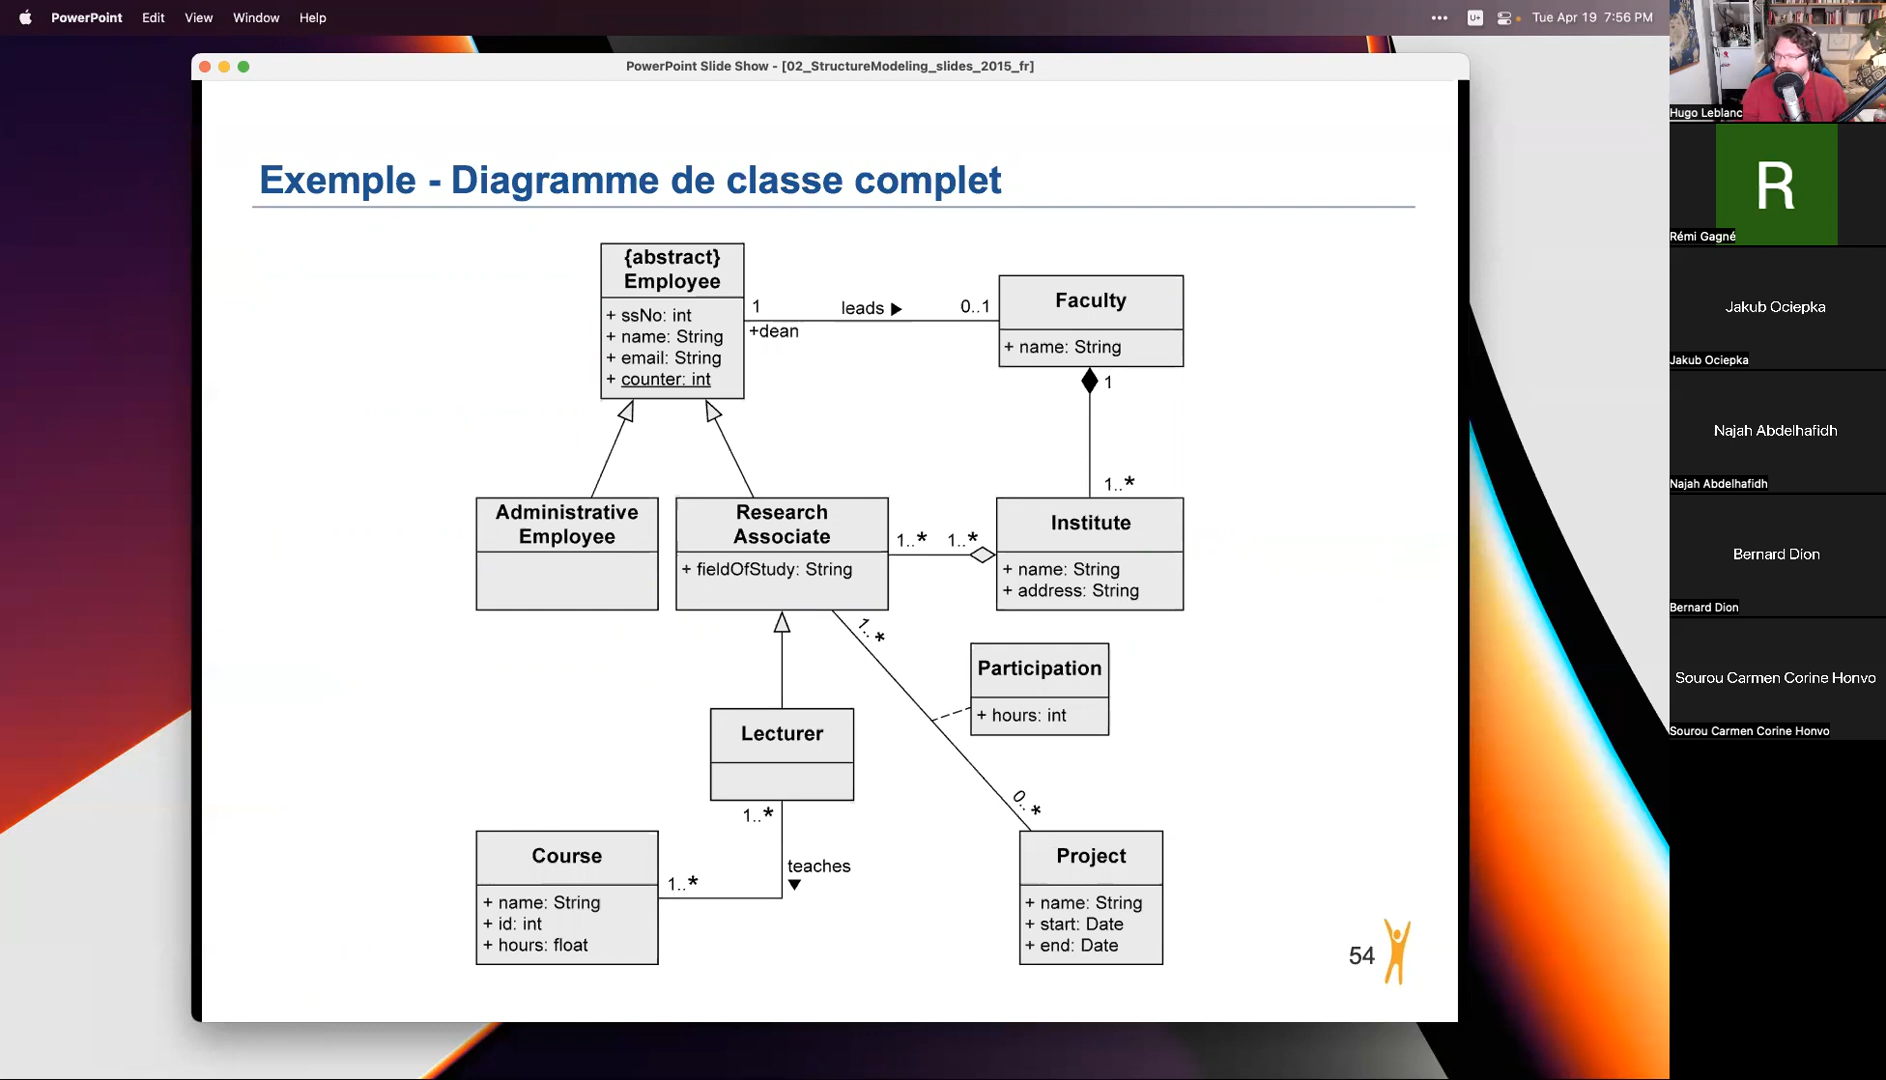 PowerPoint Edit View Window Help
••• U+ Tue Apr 19 7:56 PM
PowerPoint Slide Show - [02_StructureModeling_slides_2015_fr]
Exemple - Diagramme de classe complet
{abstract}
Employee
+ ssNo: int
+ name: String
+ email: String
+ counter: int
1
+dean
leads ▶
0..1
Faculty
+ name: String
1
1..*
Administrative
Employee
Research
Associate
+ fieldOfStudy: String
1..* 1..*
Institute
+ name: String
+ address: String
1..*
Participation
+ hours: int
Lecturer
0..*
1..*
teaches
▼
1..*
Course
+ name: String
+ id: int
+ hours: float
Project
+ name: String
+ start: Date
+ end: Date
54
Hugo Leblanc
R
Rémi Gagné
Jakub Ociepka
Jakub Ociepka
Najah Abdelhafidh
Najah Abdelhafidh
Bernard Dion
Bernard Dion
Sourou Carmen Corine Honvo
Sourou Carmen Corine Honvo